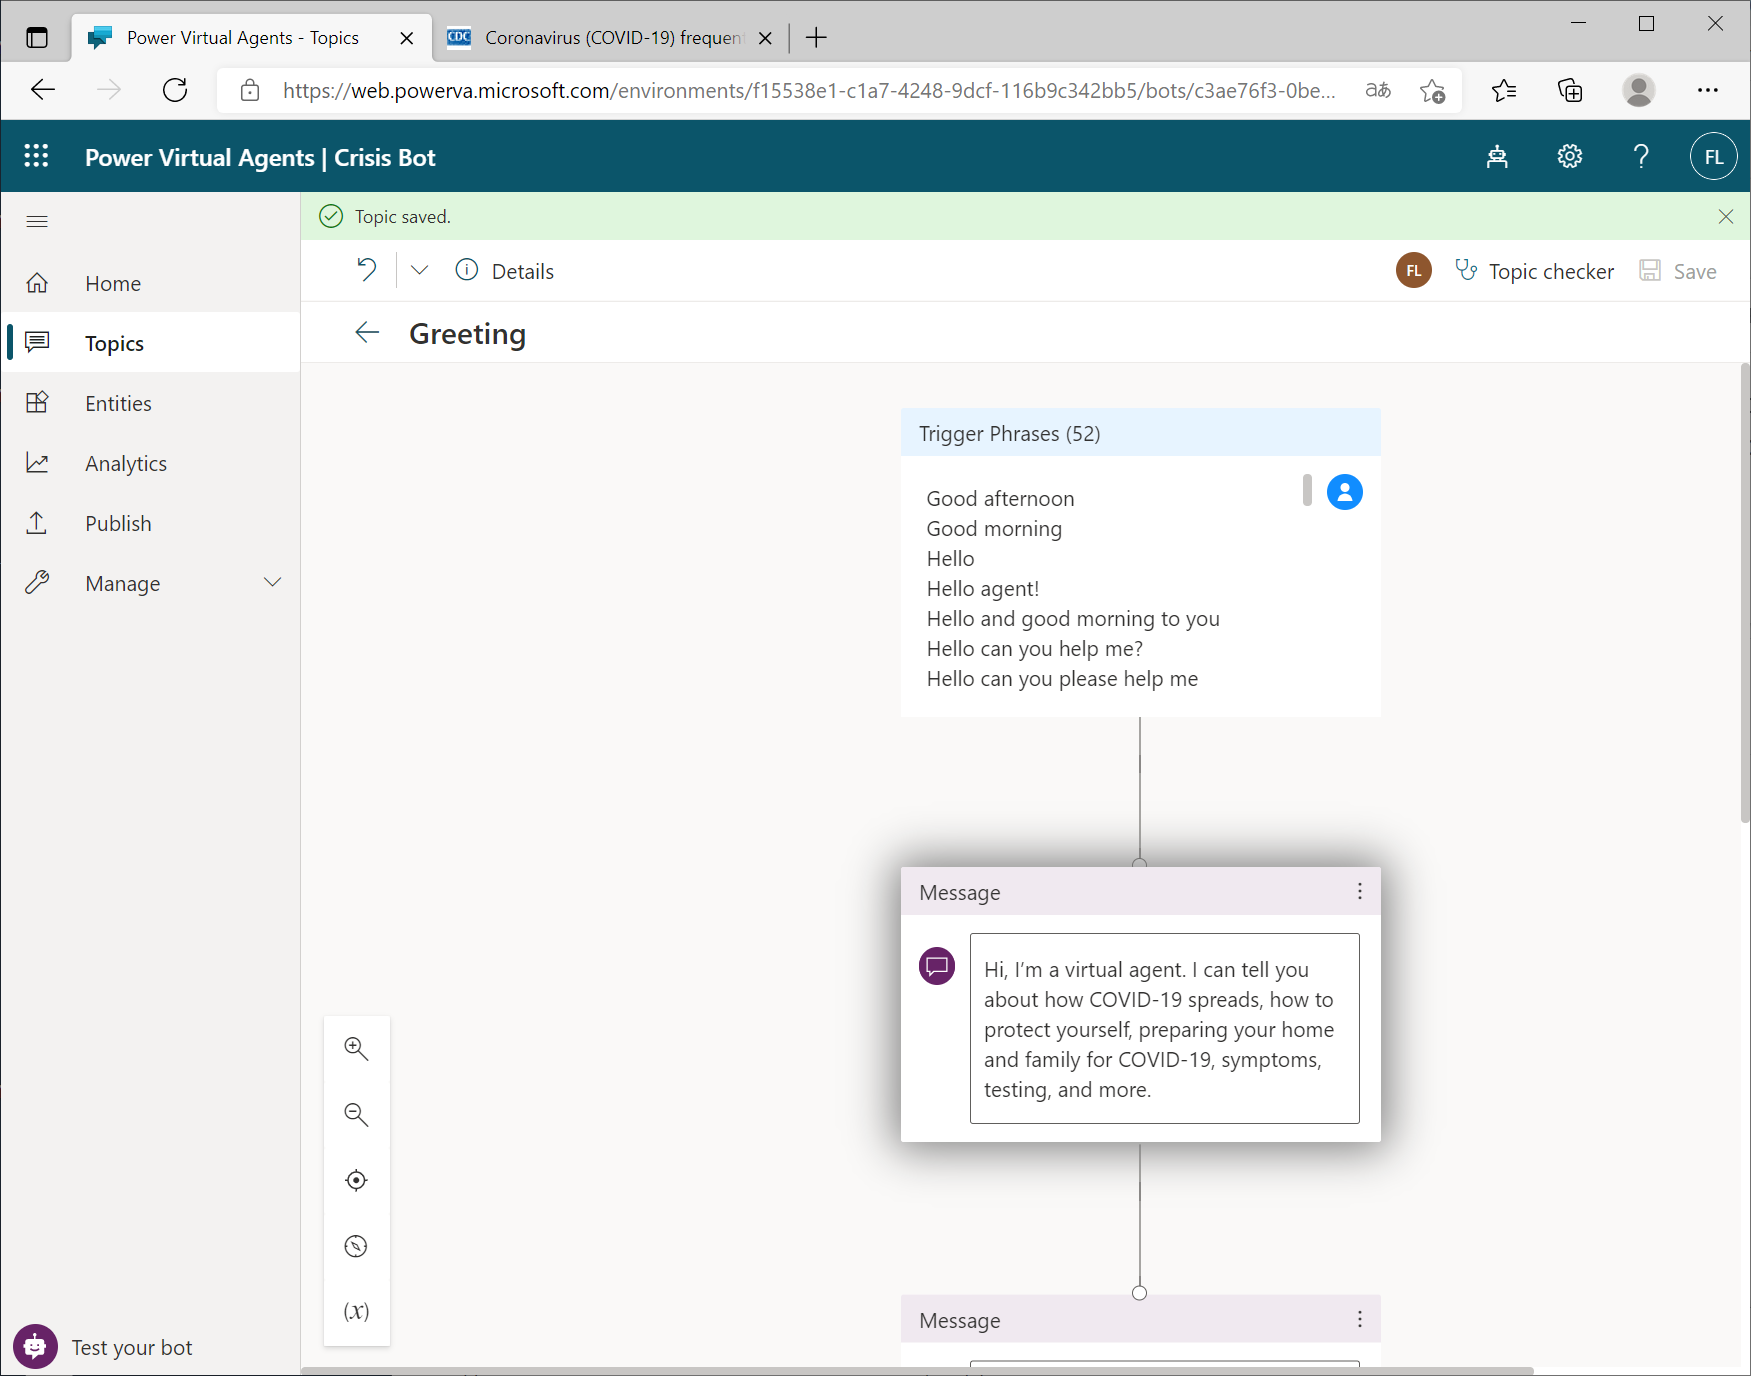 Power Virtual Agents - Topics
CDC
Coronavirus (COVID-19) frequen
https://web.powerva.microsoft.com/environments/f15538e1-c1a7-4248-9dcf-116b9c342bb5/bots/c3ae76f3-0be...
aあ
Power Virtual Agents | Crisis Bot
?
FL
Topic saved.
Details
FL
Topic checker
Save
Home
Topics
Entities
Analytics
Publish
Manage
Greeting
Trigger Phrases (52)
Good afternoon
Good morning
Hello
Hello agent!
Hello and good morning to you
Hello can you help me?
Hello can you please help me
Message
Hi, I’m a virtual agent. I can tell you
about how COVID-19 spreads, how to
protect yourself, preparing your home
and family for COVID-19, symptoms,
testing, and more.
(x)
Message
Test your bot